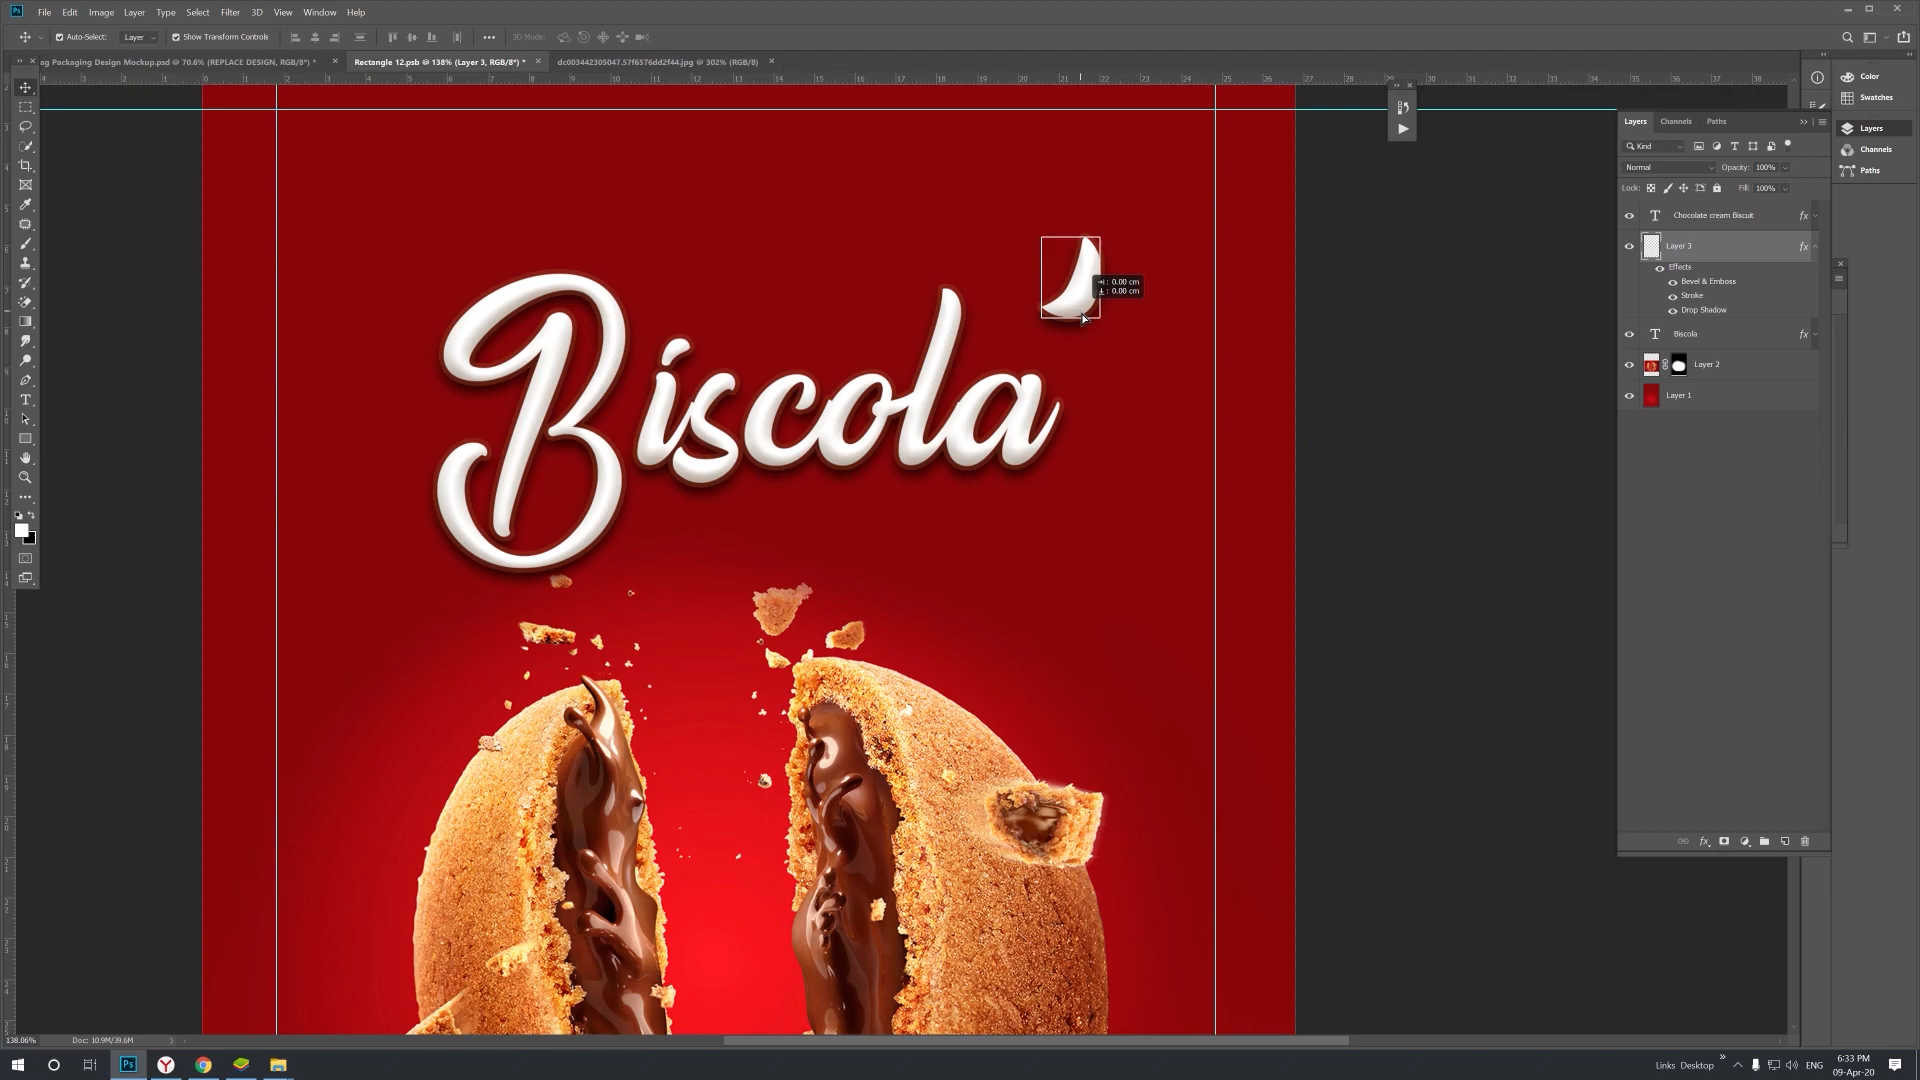 File Edit Image Layer Type Select Filter 3D View Window Help
Auto-Select: Layer Show Transform Controls 3D Mode:
ag Packaging Design Mockup.psd @ 70.6% (REPLACE DESIGN, RGB/8*) * Rectangle 12.psb @ 138% (Layer 3, RGB/8*) * dc003442305047.57f6576dd2f44.jpg @ 302% (RGB/8)
Color
Swatches
Layers
Channels
Paths
Layers Channels Paths
Kind
Normal Opacity: 100%
Lock: Fill: 100%
Chocolate cream Biscuit fx
Layer 3 fx
Effects
Bevel & Emboss
Stroke
Drop Shadow
Biscola fx
Layer 2
Layer 1
0.00 cm
0.00 cm
Biscola
138.06% Doc: 10.9M/39.6M
Links Desktop ENG 6:33 PM
09-Apr-20